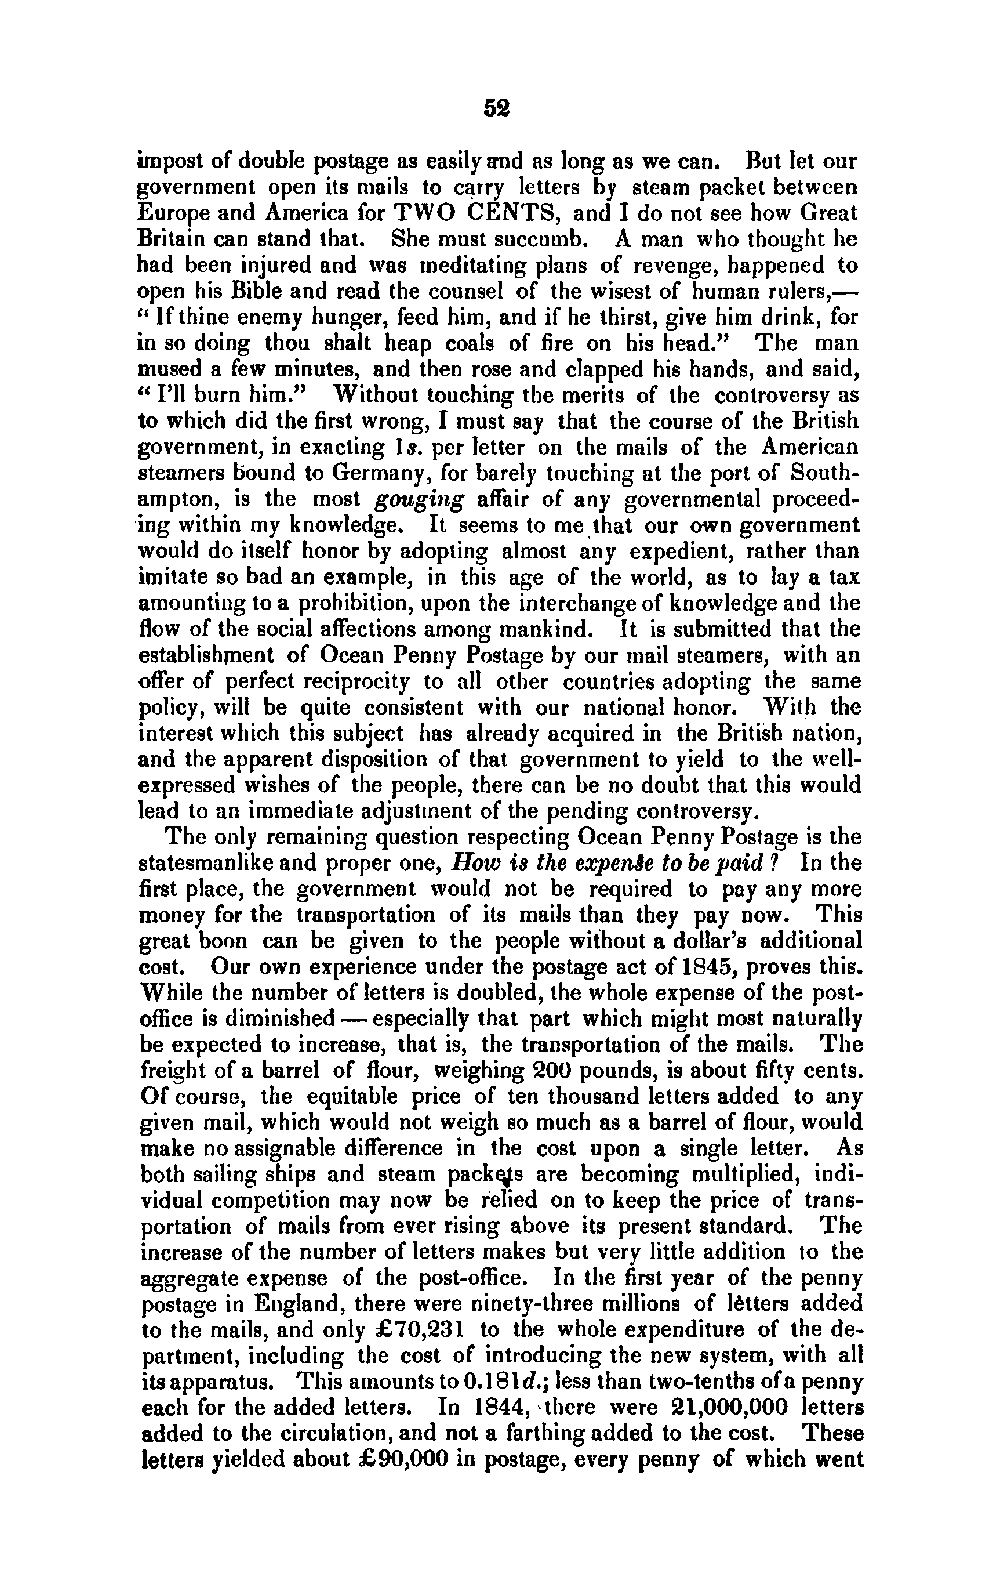 52
impost of double postage as easily and as long as we can. But let our
government open its mails to carry letters by steam packet between
Europe and America for TWO CENTS, and I do not see how Great
Britain can stand that. She must succumb. A man who thought he
had been injured and was meditating plans of revenge, happened to
open his Bible and read the counsel of the wisest of human rulers,—
“ If thine enemy hunger, feed him, and if he thirst, give him drink, for
in so doing thou shalt heap coals of fire on his head.” The man
mused a few minutes, and then rose and clapped his hands, and said,
“ I’ll burn him.” Without touching the merits of the controversy as
to which did the first wrong, I must say that the course of the British
government, in exacting 1s. per letter on the mails of the American
steamers bound to Germany, for barely touching at the port of South-
ampton, is the most gouging affair of any governmental proceed-
ing within my knowledge. It seems to me that our own government
would do itself honor by adopting almost any expedient, rather than
imitate so bad an example, in this age of the world, as to lay a tax
amounting to a prohibition, upon the interchange of knowledge and the
flow of the social affections among mankind. It is submitted that the
establishment of Ocean Penny Postage by our mail steamers, with an
offer of perfect reciprocity to all other countries adopting the same
policy, will be quite consistent with our national honor. With the
interest which this subject has already acquired in the British nation,
and the apparent disposition of that government to yield to the well-
expressed wishes of the people, there can be no doubt that this would
lead to an immediate adjustment of the pending controversy.
The only remaining question respecting Ocean Penny Postage is the
statesmanlike and proper one, How is the expense to be paid ? In the
first place, the government would not be required to pay any more
money for the transportation of its mails than they pay now. This
great boon can be given to the people without a dollar’s additional
cost. Our own experience under the postage act of 1845, proves this.
While the number of letters is doubled, the whole expense of the post-
office is diminished — especially that part which might most naturally
be expected to increase, that is, the transportation of the mails. The
freight of a barrel of flour, weighing 200 pounds, is about fifty cents.
Of course, the equitable price of ten thousand letters added to any
given mail, which would not weigh so much as a barrel of flour, would
make no assignable difference in the cost upon a single letter. As
both sailing ships and steam packets are becoming multiplied, indi-
vidual competition may now be relied on to keep the price of trans-
portation of mails from ever rising above its present standard. The
increase of the number of letters makes but very little addition to the
aggregate expense of the post-office. In the first year of the penny
postage in England, there were ninety-three millions of letters added
to the mails, and only £70,231 to the whole expenditure of the de-
partment, including the cost of introducing the new system, with all
its apparatus. This amounts to 0.181d.; less than two-tenths of a penny
each for the added letters. In 1844, there were 21,000,000 letters
added to the circulation, and not a farthing added to the cost. These
letters yielded about £90,000 in postage, every penny of which went